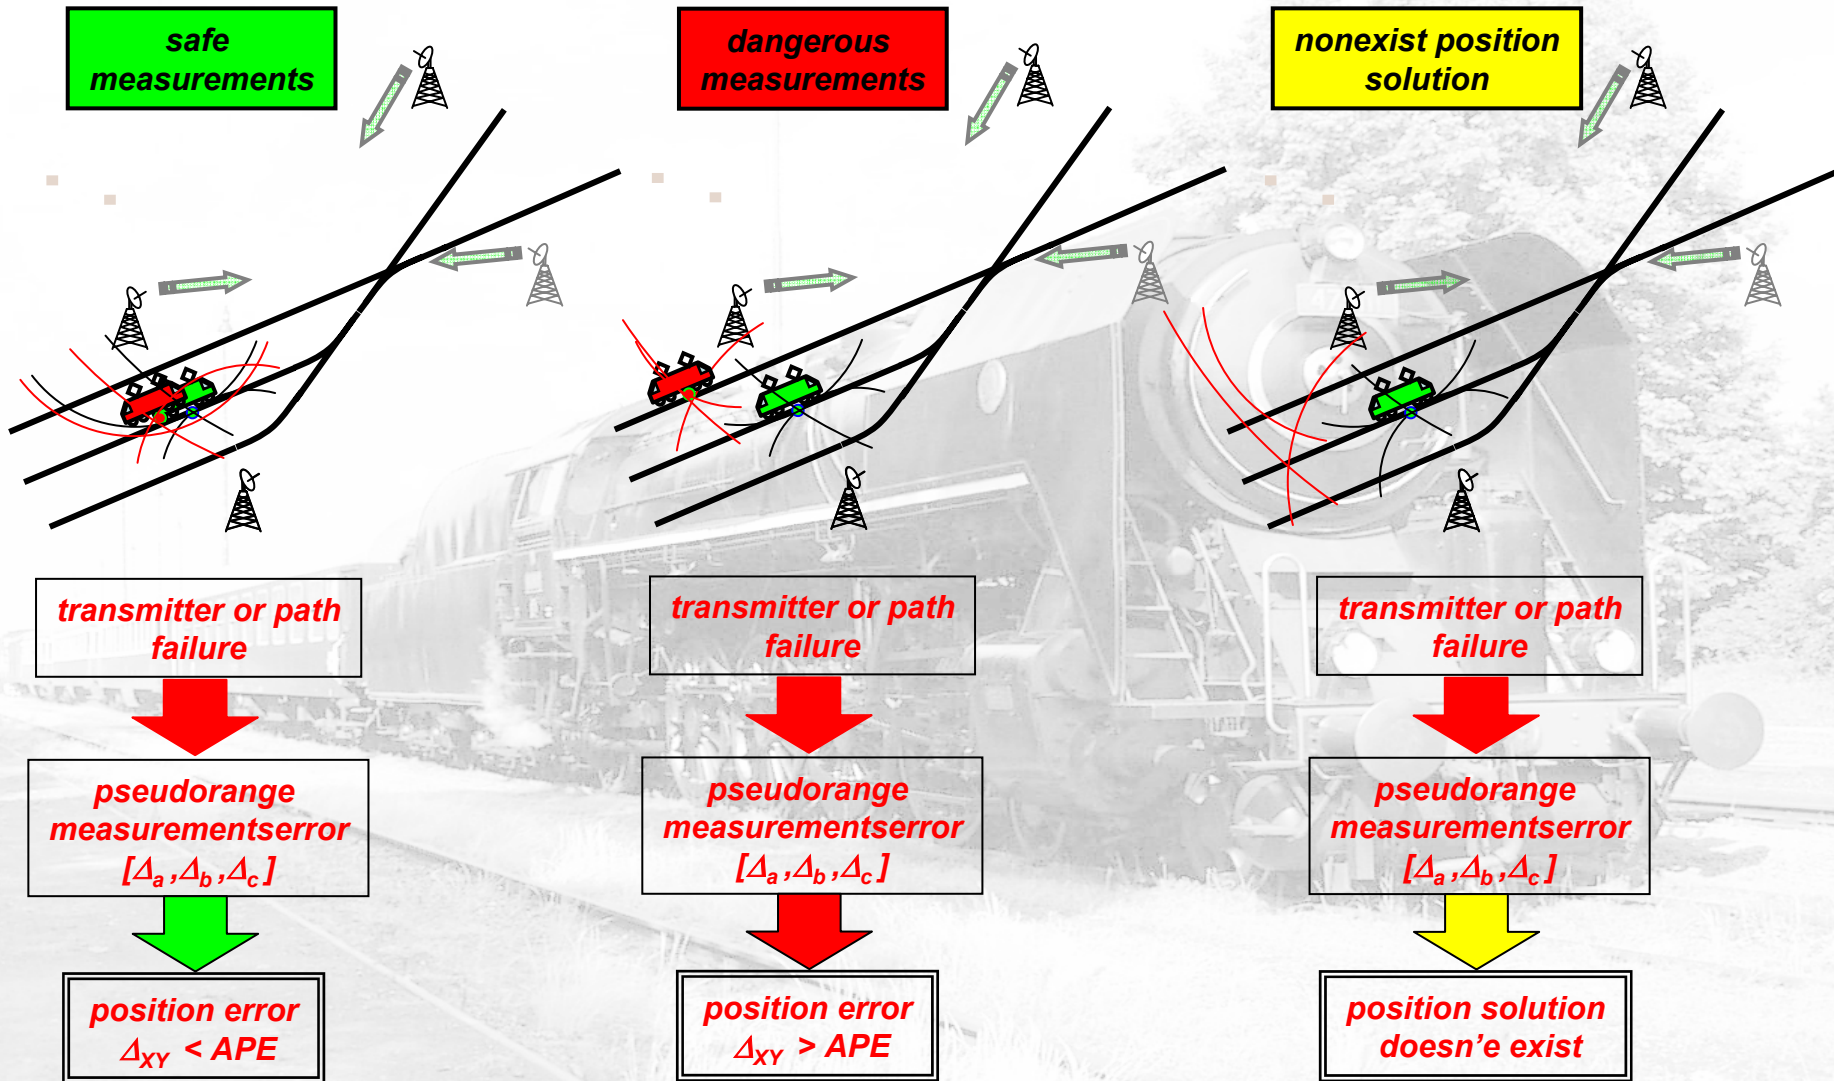 safe
measurements
transmitter or path
failure
pseudorange
measurementserror
[Δa ,Δb ,Δc ]
position error
ΔXY < APE
dangerous
measurements
transmitter or path
failure
pseudorange
measurementserror
[Δa ,Δb ,Δc ]
position error
ΔXY > APE
nonexist position
solution
transmitter or path
failure
pseudorange
measurementserror
[Δa ,Δb ,Δc ]
position solution
doesn’e exist